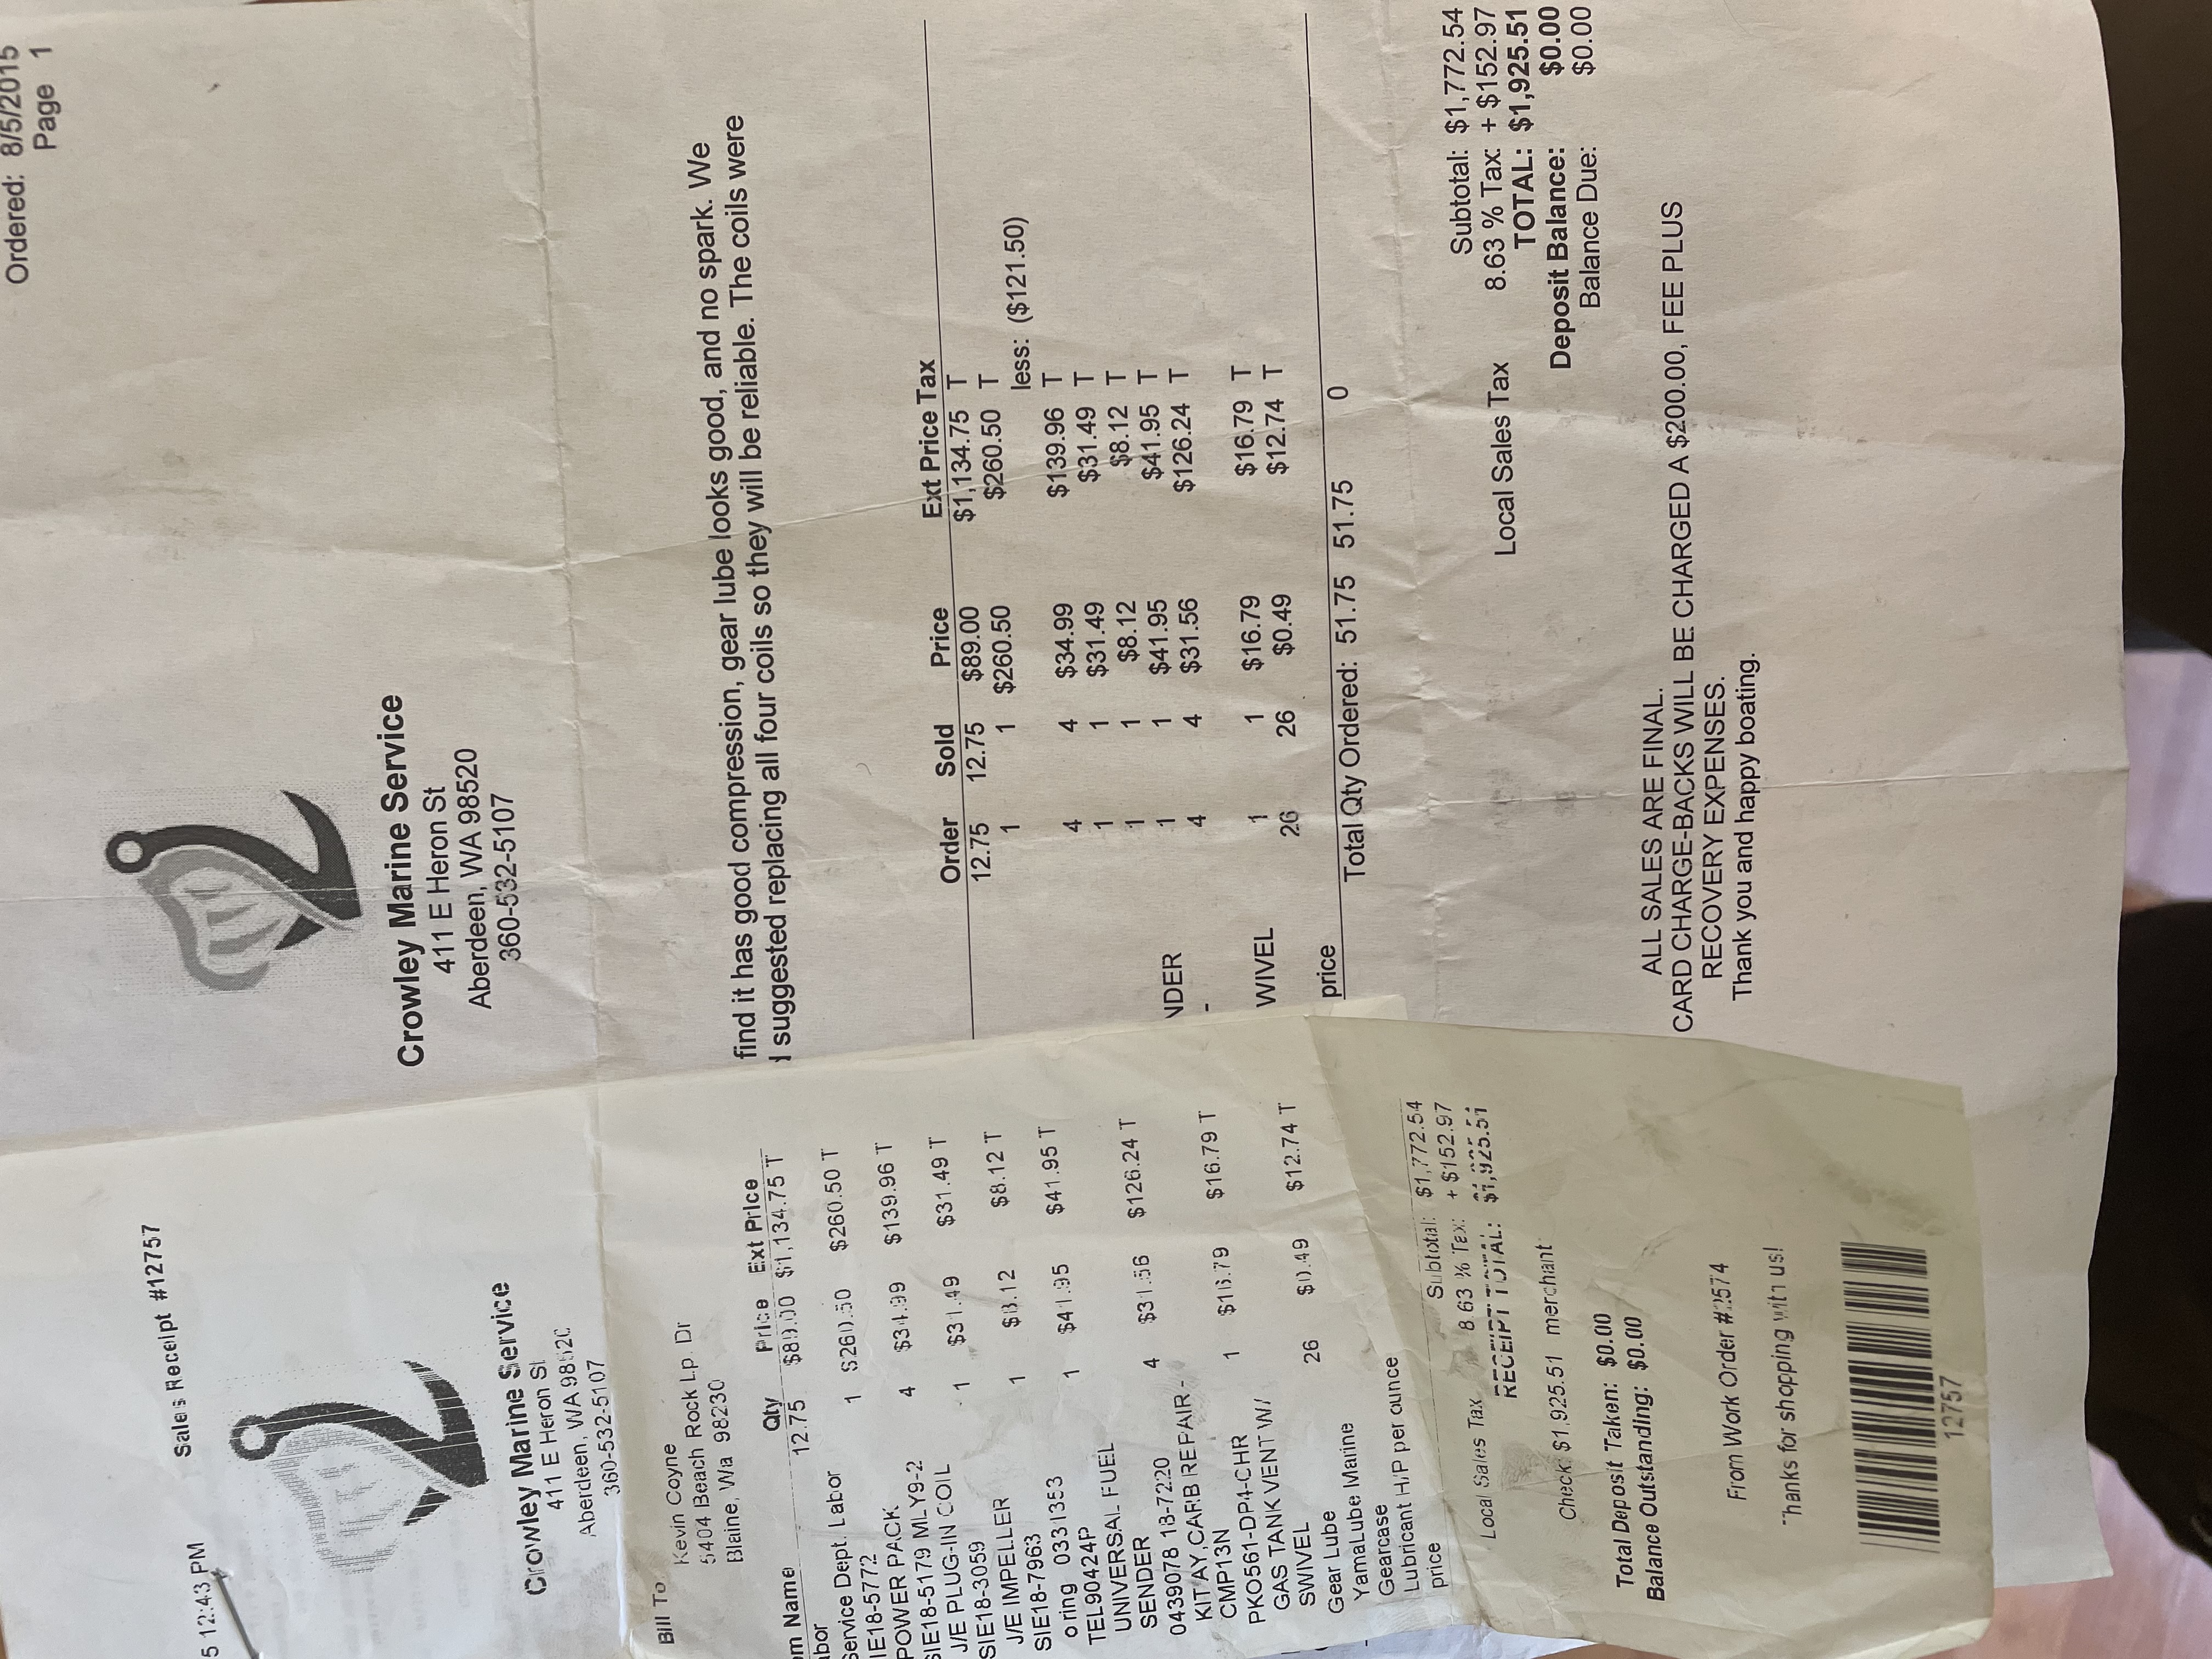 5 12:43 PM
Sales Receipt #12757
Crowley Marine Service
411 E Heron St
Aberdeen, WA 98520
360-532-5107
Bill To
Kevin Coyne
5404 Beach Rock Lp. Dr
Blaine, Wa 98230
m Name Qty Price Ext Price
abor 12.75 $89.00 $1,134.75 T
Service Dept. Labor
IE18-5772 1 $260.50 $260.50 T
POWER PACK
SIE18-5179 ML Y9-2 4 $34.99 $139.96 T
J/E PLUG-IN COIL
SIE18-3059 1 $31.49 $31.49 T
J/E IMPELLER
SIE18-7963 1 $8.12 $8.12 T
o ring 0331353
TEL90424P 1 $41.95 $41.95 T
UNIVERSAL FUEL
SENDER
0439078 18-7220 4 $31.56 $126.24 T
KIT AY,CARB REPAIR -
CMP13N
PKO561-DP4-CHR 1 $16.79 $16.79 T
GAS TANK VENT W/
SWIVEL
Gear Lube 26 $0.49 $12.74 T
YamaLube Marine
Gearcase
Lubricant H/P per ounce
price
Subtotal: $1,772.54
Local Sales Tax 8.63 % Tax: + $152.97
RECEIPT TOTAL: $1,925.51
Check: $1,925.51 merchant
Total Deposit Taken: $0.00
Balance Outstanding: $0.00
From Work Order #2574
Thanks for shopping with us!
12757
Ordered: 8/5/2015
Page 1
Crowley Marine Service
411 E Heron St
Aberdeen, WA 98520
360-532-5107
find it has good compression, gear lube looks good, and no spark. We
d suggested replacing all four coils so they will be reliable. The coils were
Order Sold Price Ext Price Tax
12.75 12.75 $89.00 $1,134.75 T
1 1 $260.50 $260.50 T
less: ($121.50)
4 4 $34.99 $139.96 T
1 1 $31.49 $31.49 T
1 1 $8.12 $8.12 T
NDER 1 1 $41.95 $41.95 T
- 4 4 $31.56 $126.24 T
WIVEL 1 1 $16.79 $16.79 T
26 26 $0.49 $12.74 T
price
Total Qty Ordered: 51.75 51.75 0
Subtotal: $1,772.54
Local Sales Tax 8.63 % Tax: + $152.97
TOTAL: $1,925.51
Deposit Balance: $0.00
Balance Due: $0.00
ALL SALES ARE FINAL.
CARD CHARGE-BACKS WILL BE CHARGED A $200.00, FEE PLUS
RECOVERY EXPENSES.
Thank you and happy boating.